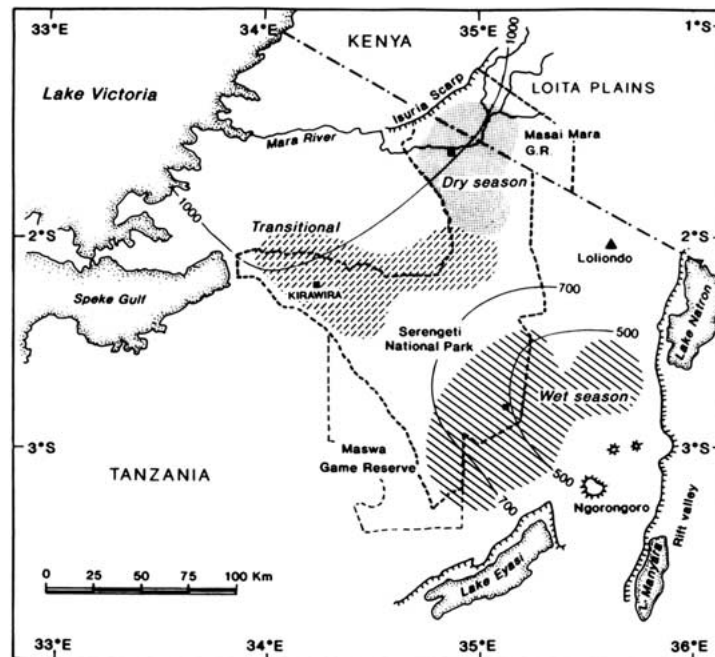 33°E
34°E
35°E
36°E
1°S
KENYA
1000
LOITA PLAINS
Isuria Scarp
Lake Victoria
Mara River
Masai Mara
G.R.
Dry season
1000
Transitional
2°S
2°S
Loliondo
KIRAWIRA
Speke Gulf
700
500
Lake Natron
Serengeti
National Park
Wet season
3°S
3°S
Maswa
Game Reserve
TANZANIA
500
700
Ngorongoro
Rift valley
0 25 50 75 100 Km
Lake Eyasi
L. Manyara
33°E
34°E
35°E
36°E